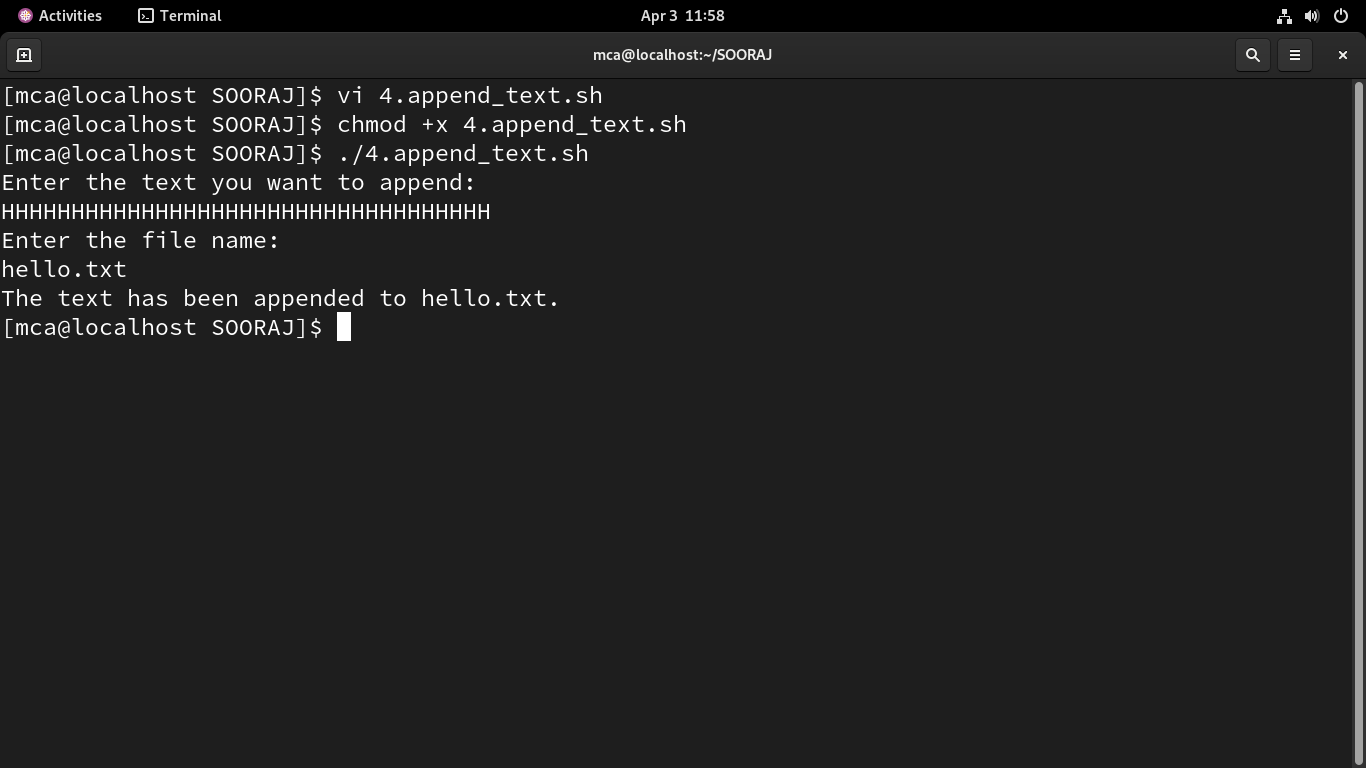 Activities Terminal Apr 3 11:58
mca@localhost:~/SOORAJ
[mca@localhost SOORAJ]$ vi 4.append_text.sh
[mca@localhost SOORAJ]$ chmod +x 4.append_text.sh
[mca@localhost SOORAJ]$ ./4.append_text.sh
Enter the text you want to append:
HHHHHHHHHHHHHHHHHHHHHHHHHHHHHHHHHHH
Enter the file name:
hello.txt
The text has been appended to hello.txt.
[mca@localhost SOORAJ]$